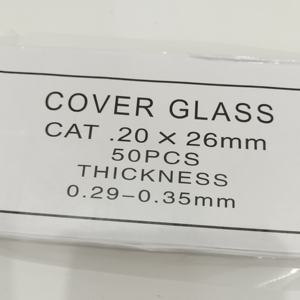 COVER GLASS
CAT .20 × 26mm
50PCS
THICKNESS
0.29-0.35mm